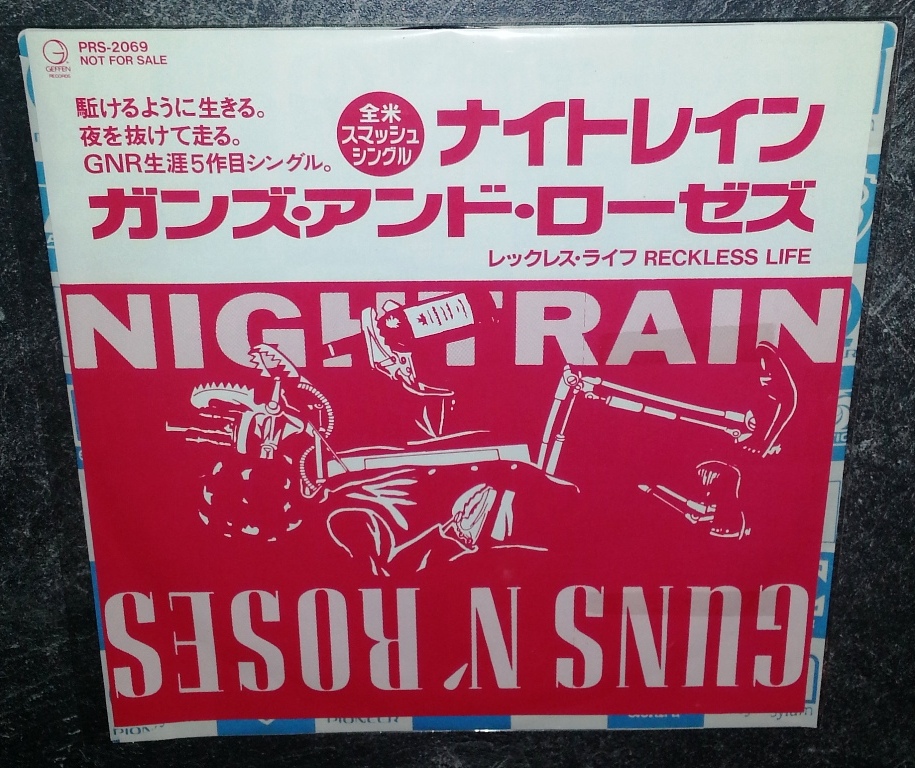 PRS-2069
NOT FOR SALE
GEFFEN
RECORDS
駈けるように生きる。
夜を抜けて走る。
GNR生涯5作目シングル。
全米
スマッシュ
シングル
ナイトレイン
ガンズ・アンド・ローゼズ
レックレス・ライフ RECKLESS LIFE
NIGHTRAIN
GUNS N' ROSES
PIONEER